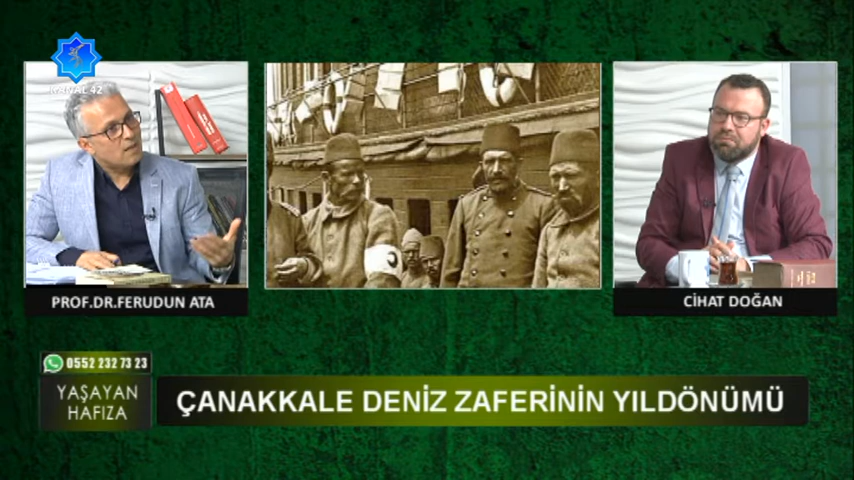 KANAL 42
PROF.DR.FERUDUN ATA
CİHAT DOĞAN
0552 232 73 23
YAŞAYAN
HAFIZA
ÇANAKKALE DENİZ ZAFERİNİN YILDÖNÜMÜ